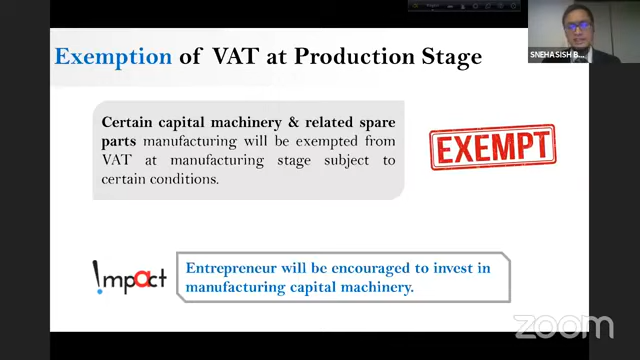 SNEHASISH B...
Exemption of VAT at Production Stage
Certain capital machinery & related spare
parts manufacturing will be exempted from
VAT at manufacturing stage subject to
certain conditions.
EXEMPT
!mpact
Entrepreneur will be encouraged to invest in
manufacturing capital machinery.
zoom